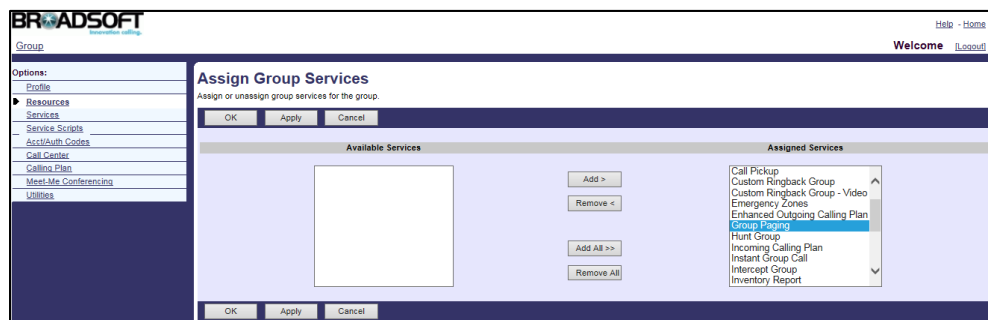 BROADSOFT
innovation calling.
Help - Home
Group
Welcome [Logout]
Options:
Profile
Resources
Services
Service Scripts
Acct/Auth Codes
Call Center
Calling Plan
Meet-Me Conferencing
Utilities
Assign Group Services
Assign or unassign group services for the group.
OK Apply Cancel
Available Services
Assigned Services
Add >
Remove <
Add All >>
Remove All
Call Pickup
Custom Ringback Group
Custom Ringback Group - Video
Emergency Zones
Enhanced Outgoing Calling Plan
Group Paging
Hunt Group
Incoming Calling Plan
Instant Group Call
Intercept Group
Inventory Report
OK Apply Cancel